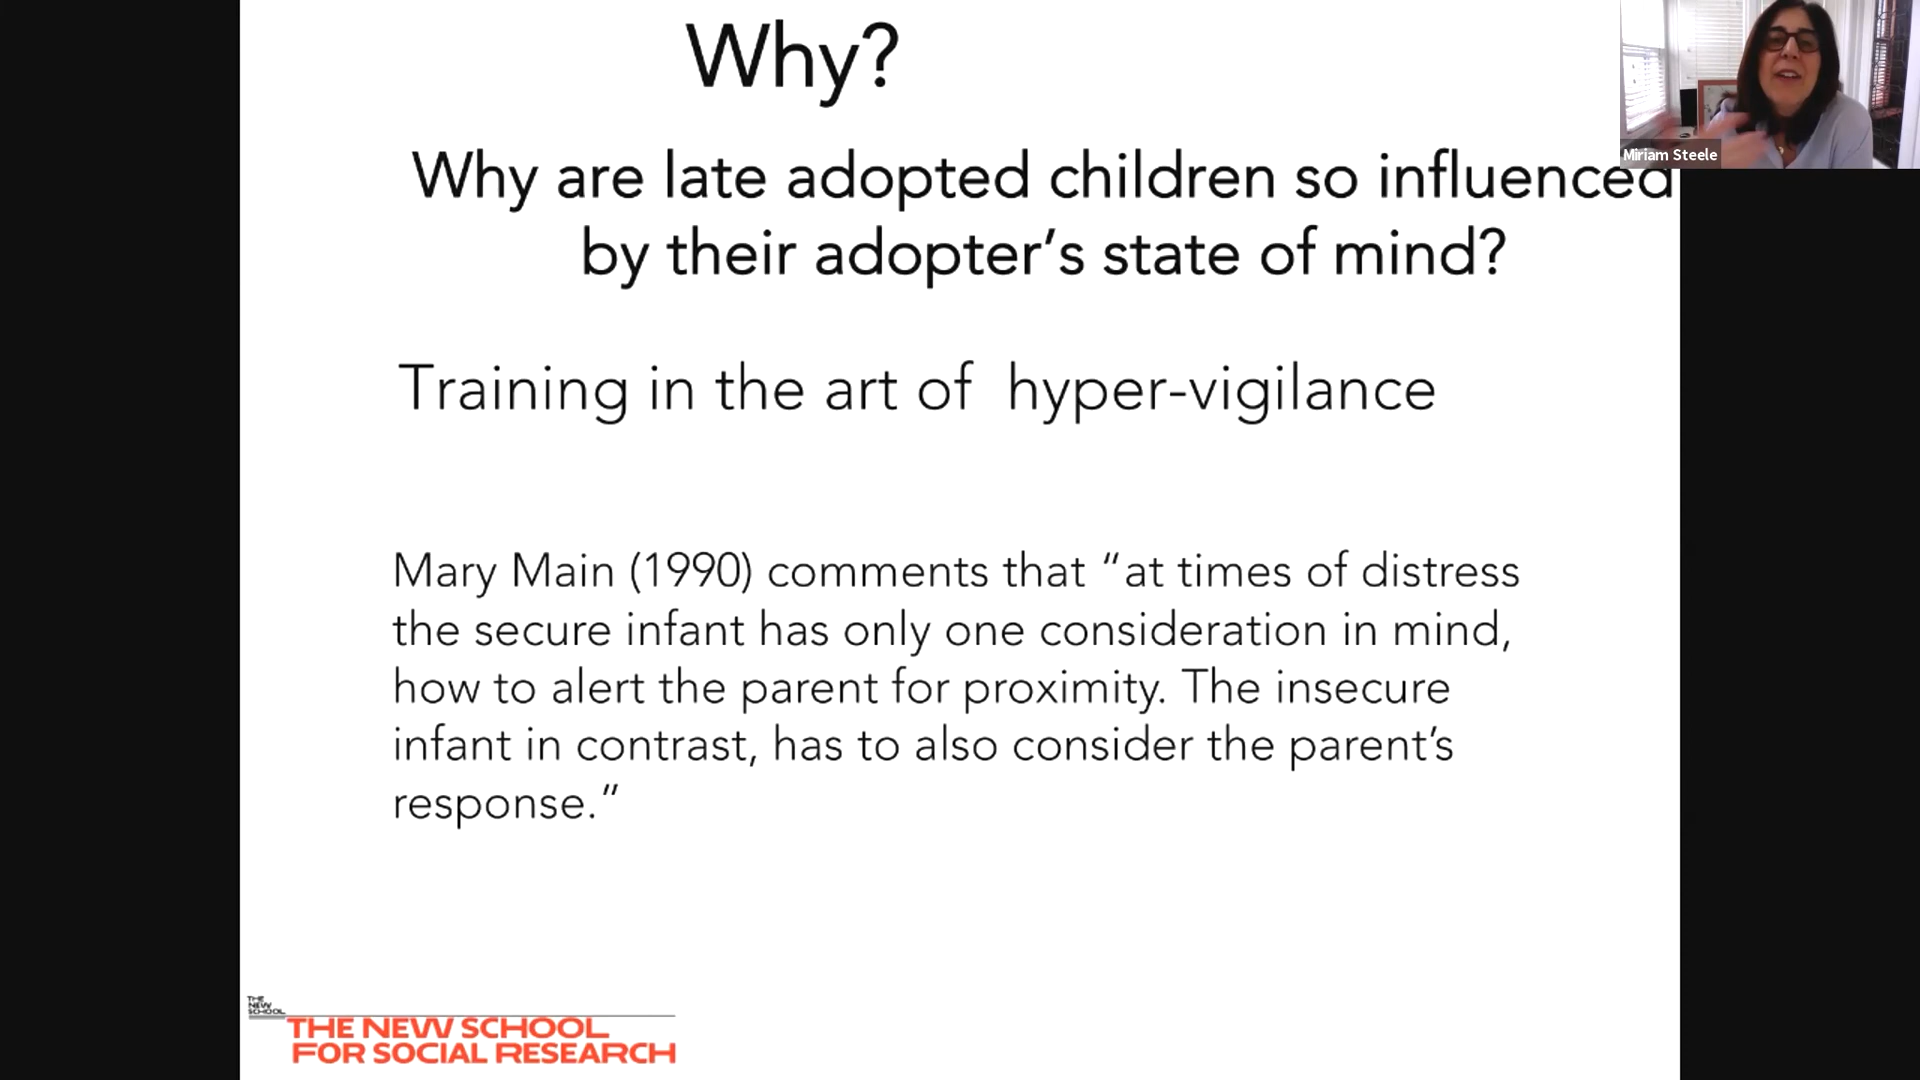 Why?
Why are late adopted children so influenced
by their adopter's state of mind?
Training in the art of hyper-vigilance
Mary Main (1990) comments that “at times of distress
the secure infant has only one consideration in mind,
how to alert the parent for proximity. The insecure
infant in contrast, has to also consider the parent's
response.”
Miriam Steele
THE
NEW
SCHOOL
THE NEW SCHOOL
FOR SOCIAL RESEARCH